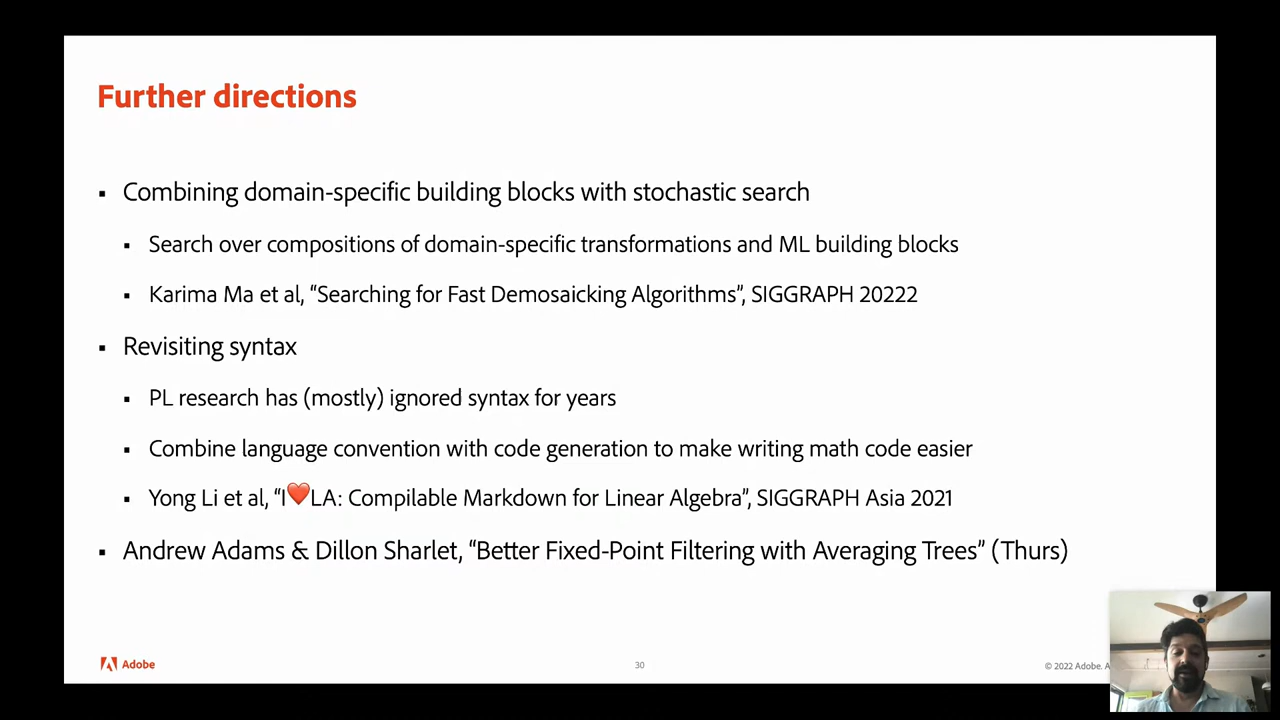 Further directions
▪ Combining domain-specific building blocks with stochastic search
▪ Search over compositions of domain-specific transformations and ML building blocks
▪ Karima Ma et al, “Searching for Fast Demosaicking Algorithms”, SIGGRAPH 20222
▪ Revisiting syntax
▪ PL research has (mostly) ignored syntax for years
▪ Combine language convention with code generation to make writing math code easier
▪ Yong Li et al, “I❤️LA: Compilable Markdown for Linear Algebra”, SIGGRAPH Asia 2021
▪ Andrew Adams & Dillon Sharlet, “Better Fixed-Point Filtering with Averaging Trees” (Thurs)
Adobe
30
© 2022 Adobe. A